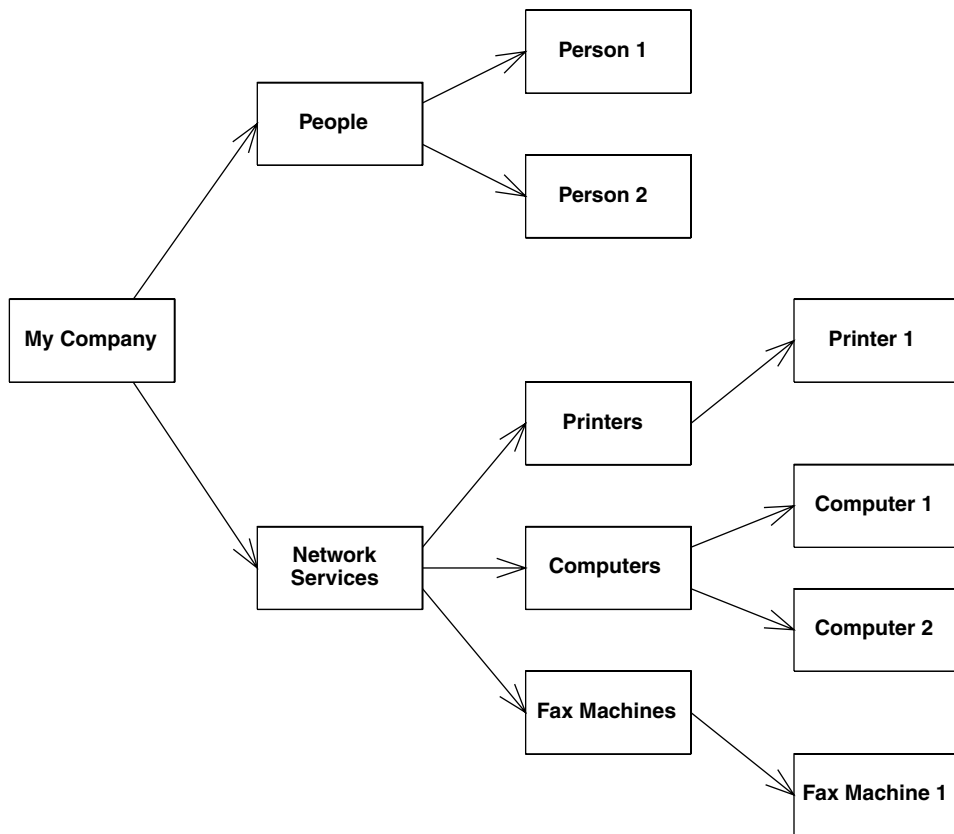 Person 1
People
Person 2
My Company
Printer 1
Printers
Computer 1
Network
Services
Computers
Computer 2
Fax Machines
Fax Machine 1